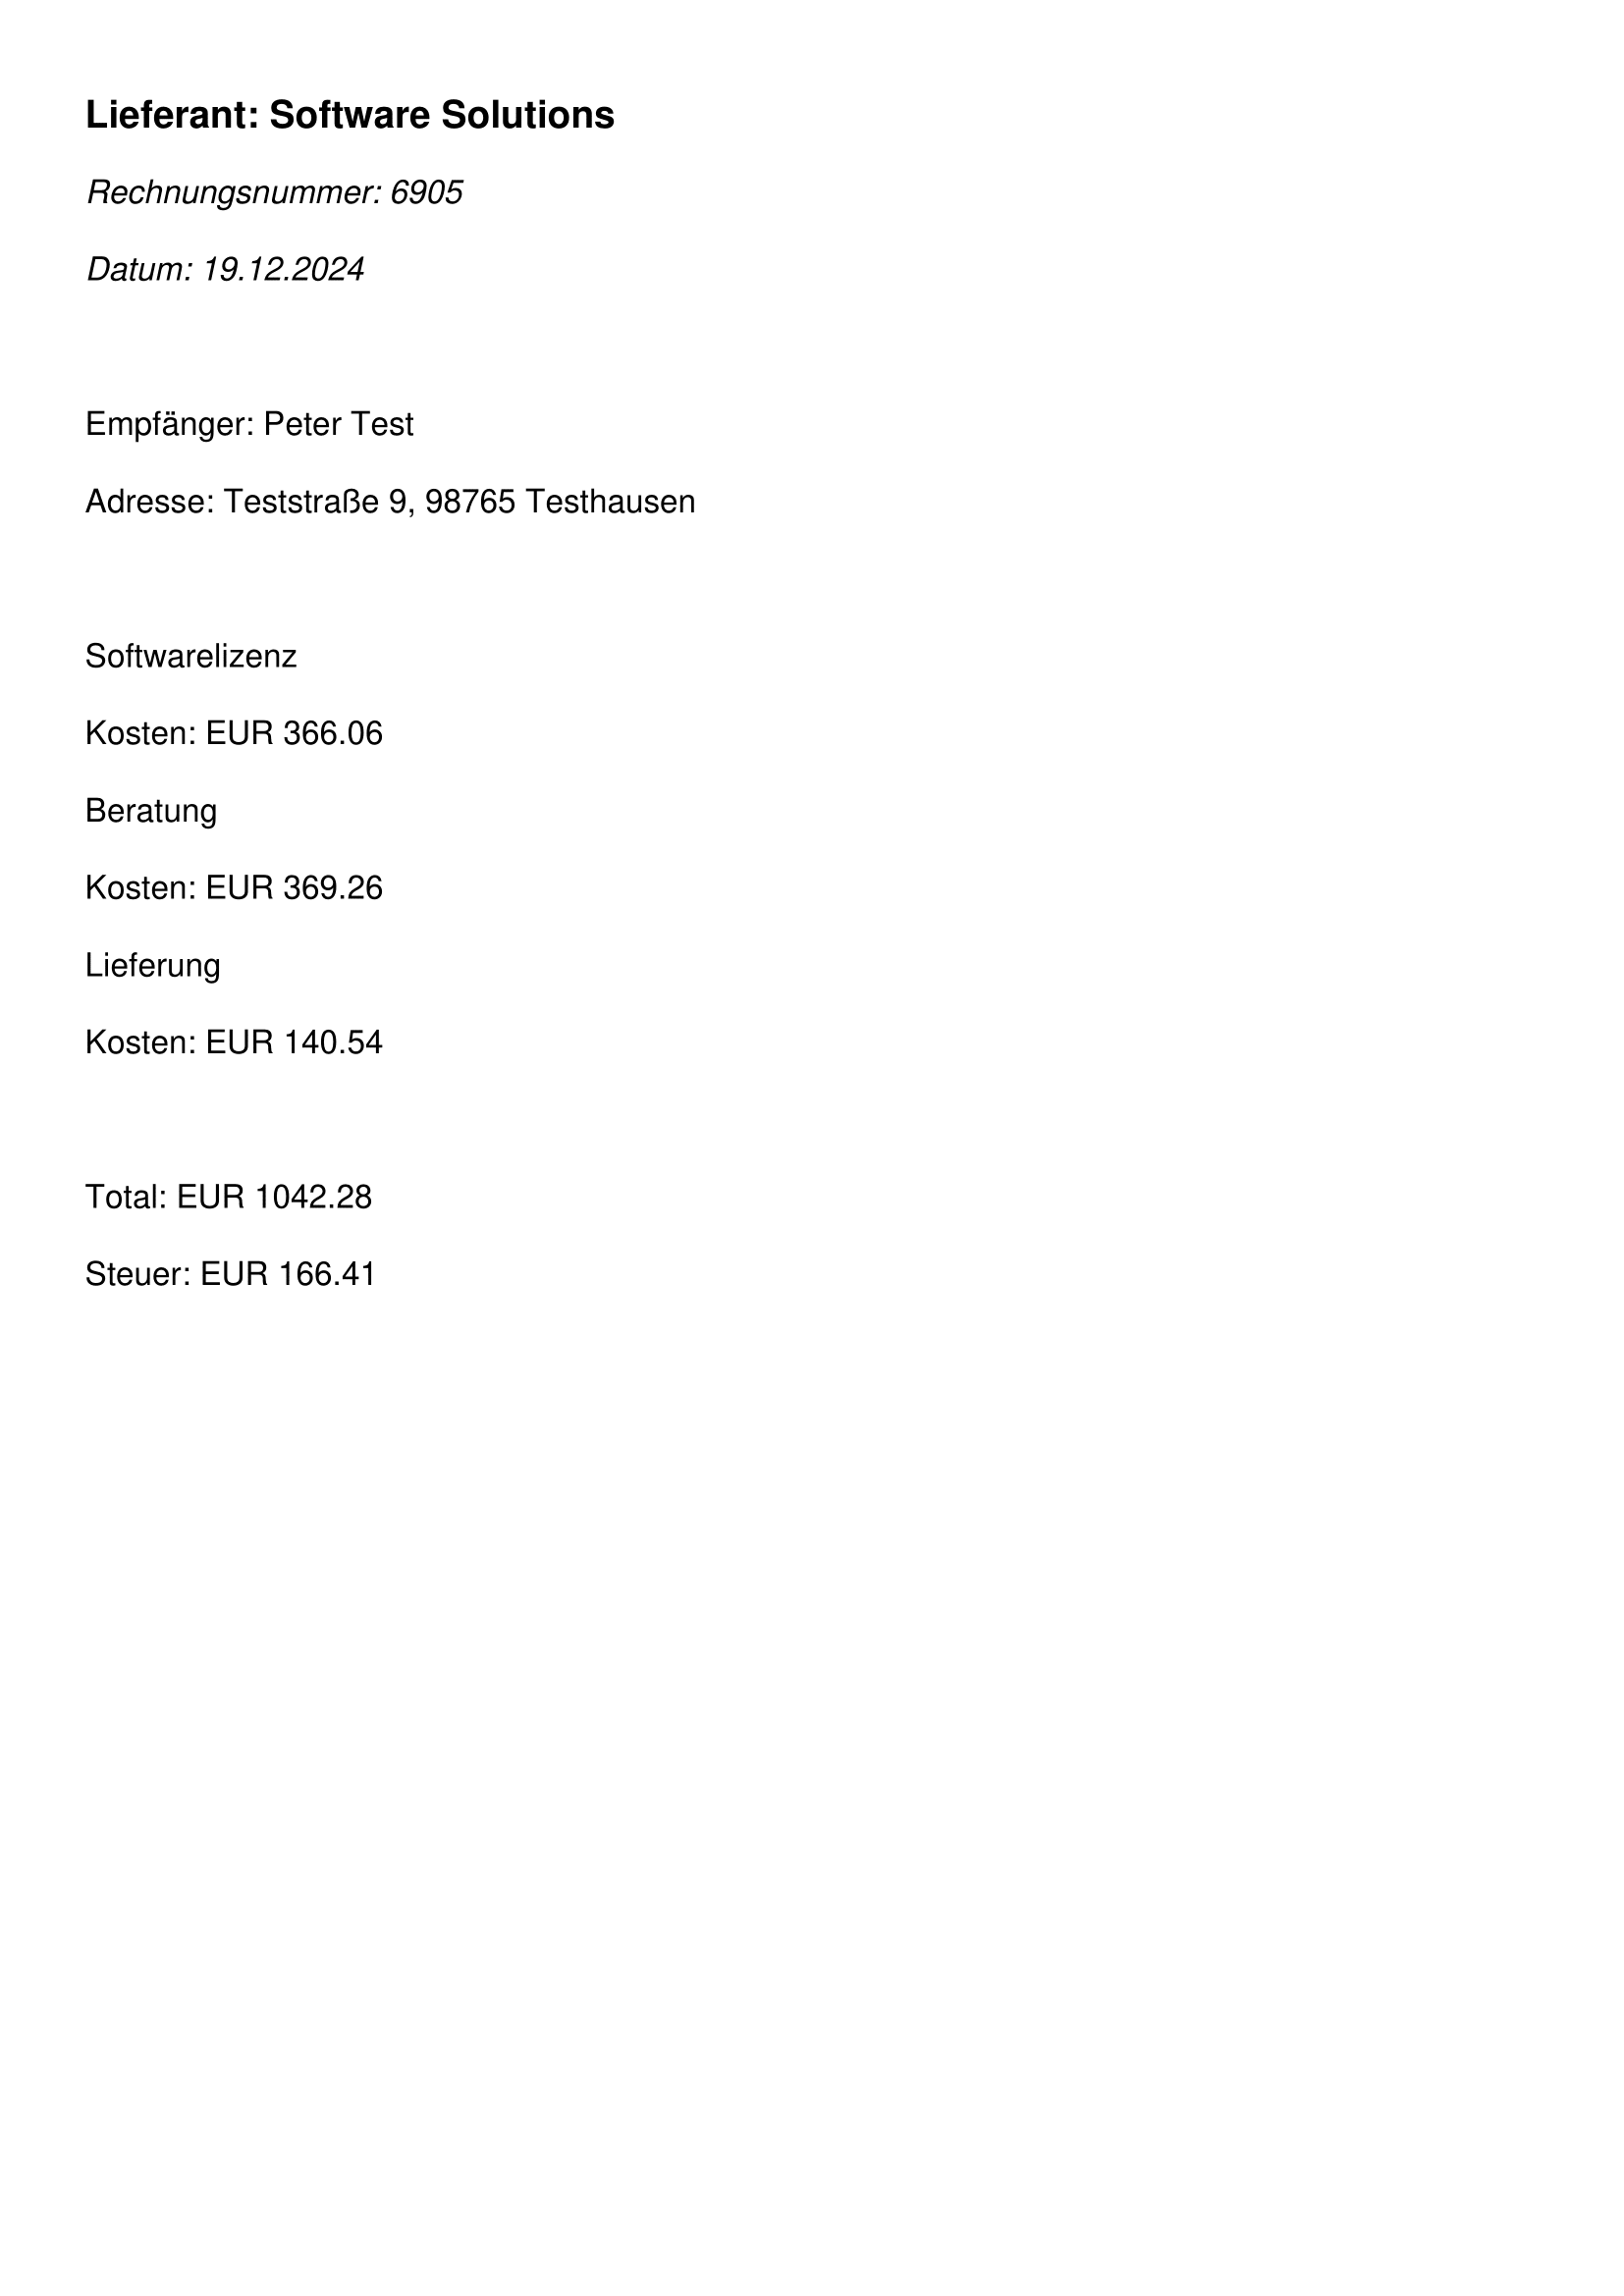 Lieferant: Software Solutions
Rechnungsnummer: 6905
Datum: 19.12.2024
Empfänger: Peter Test
Adresse: Teststraße 9, 98765 Testhausen
Softwarelizenz
Kosten: EUR 366.06
Beratung
Kosten: EUR 369.26
Lieferung
Kosten: EUR 140.54
Total: EUR 1042.28
Steuer: EUR 166.41